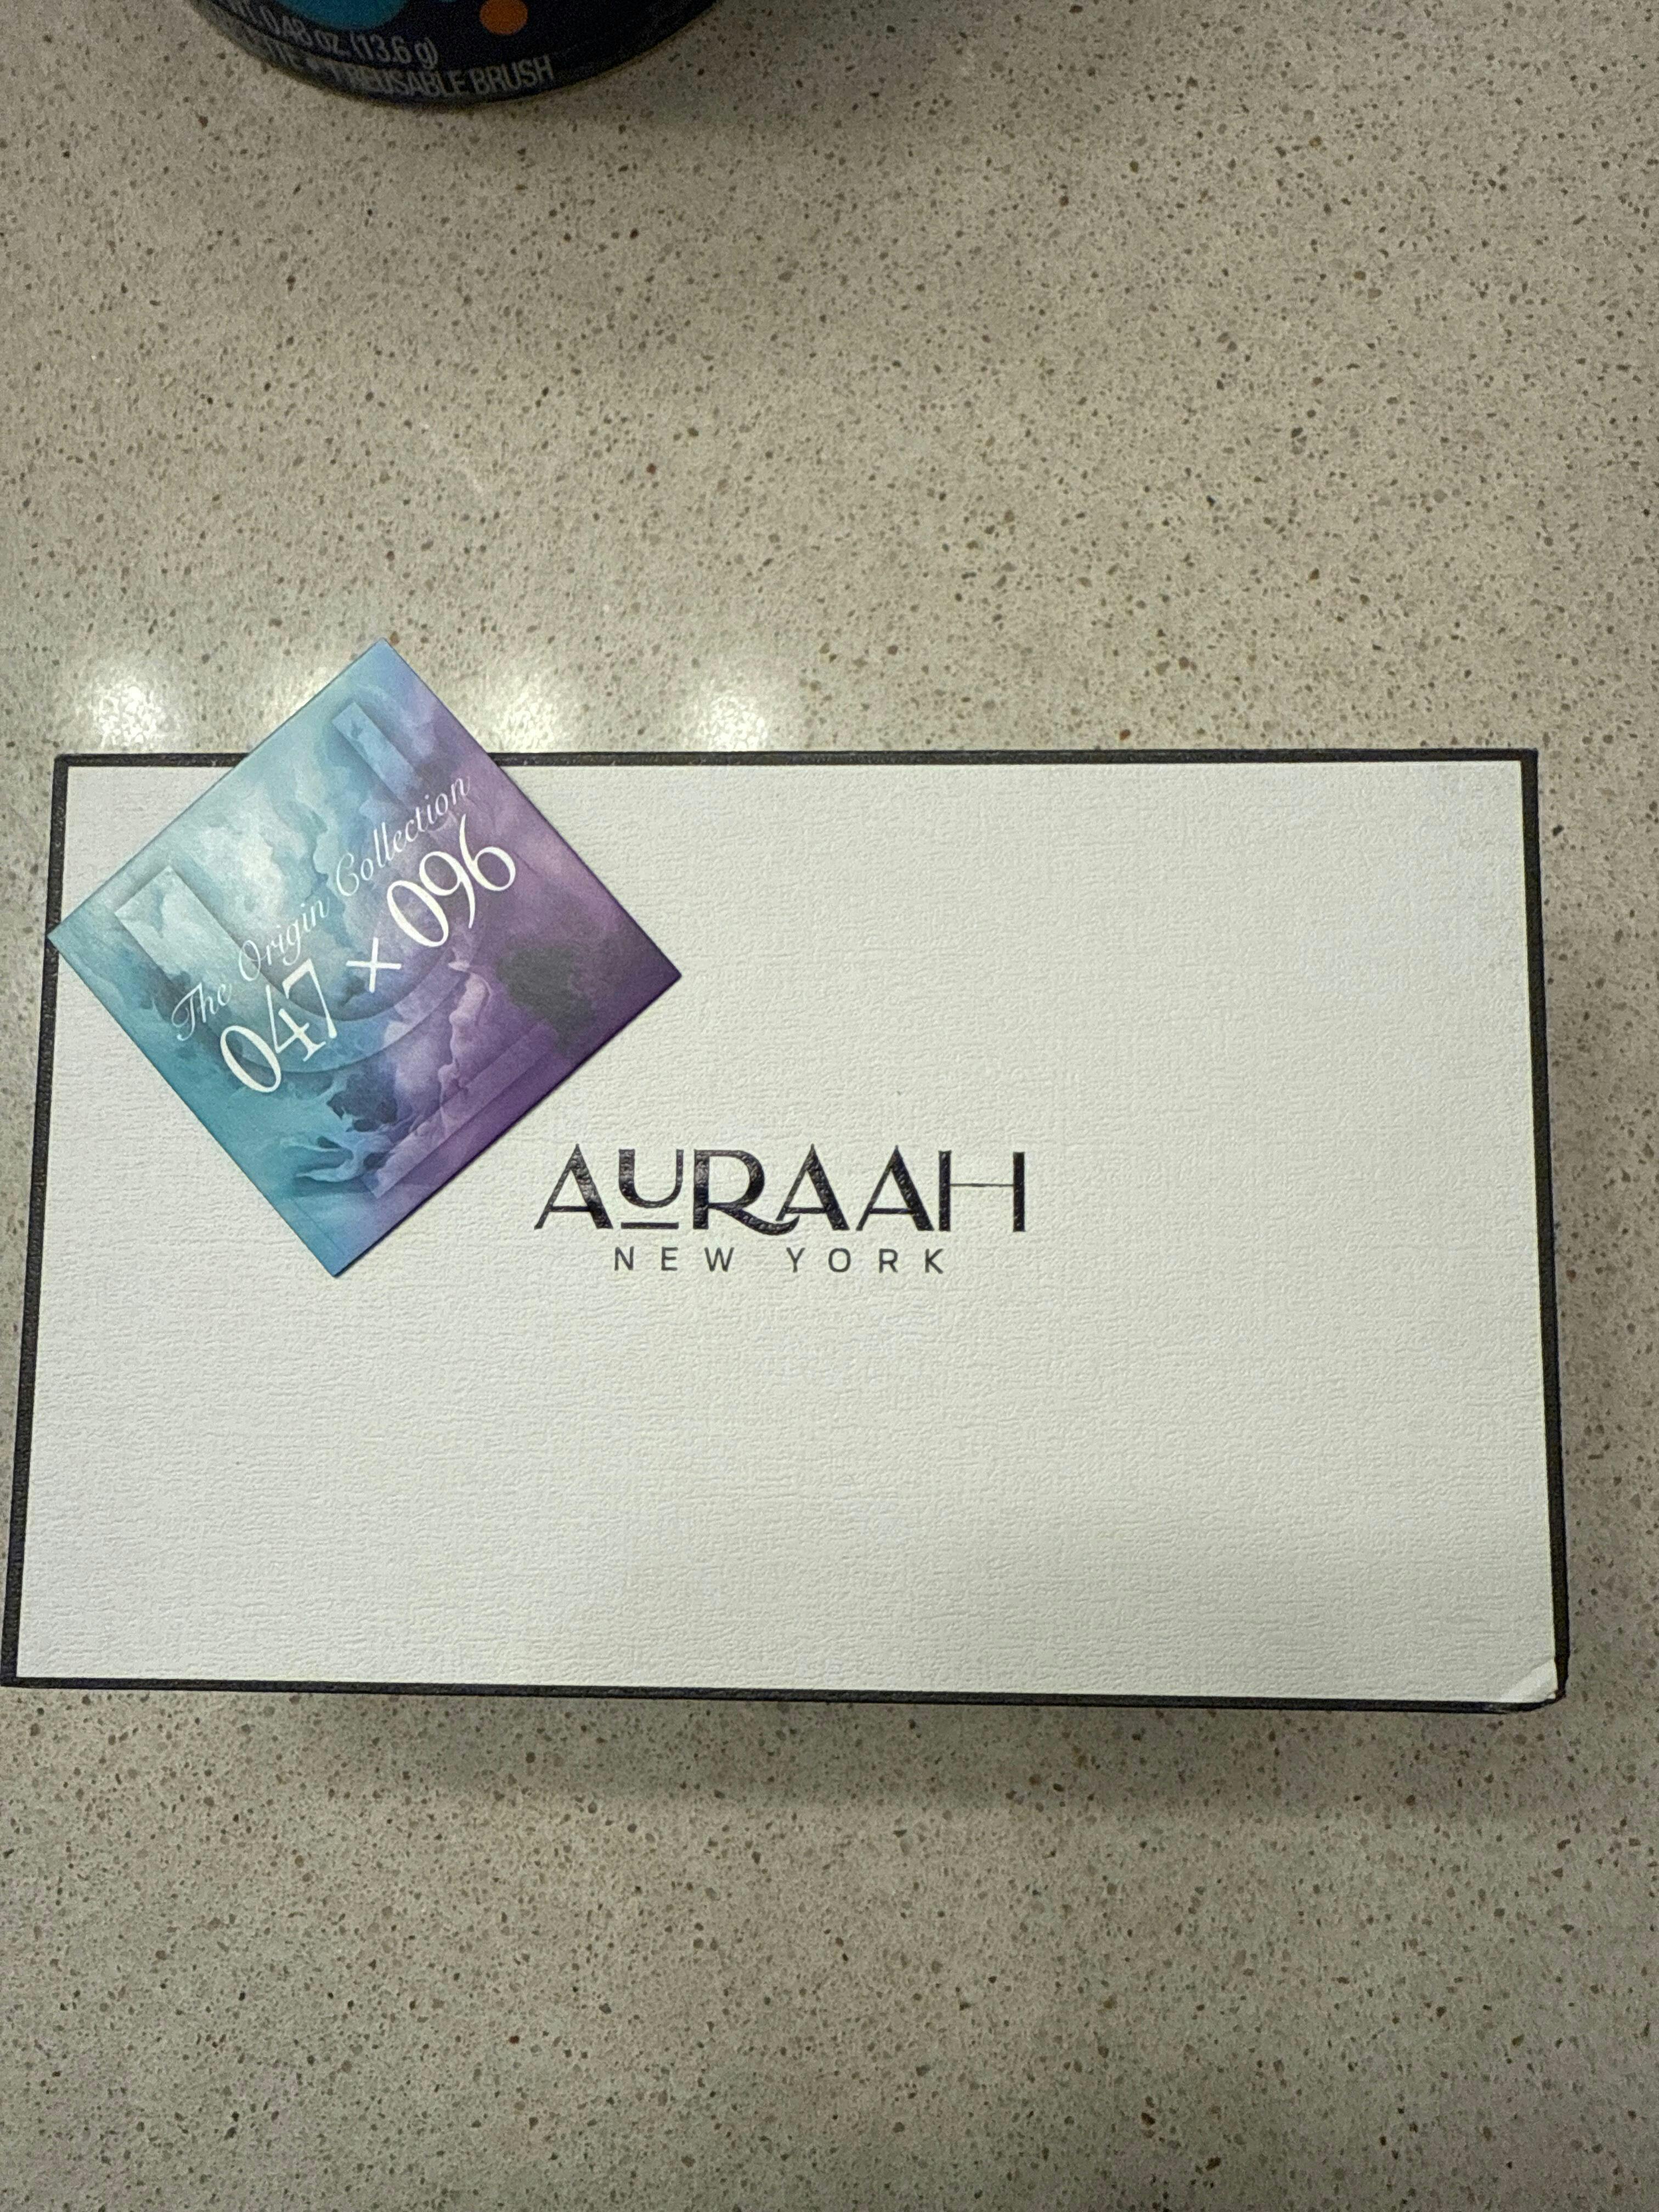 0.48 oz. (13.6 g)
REUSABLE BRUSH
The Origin Collection
047 x 096
AURAAH
NEW YORK